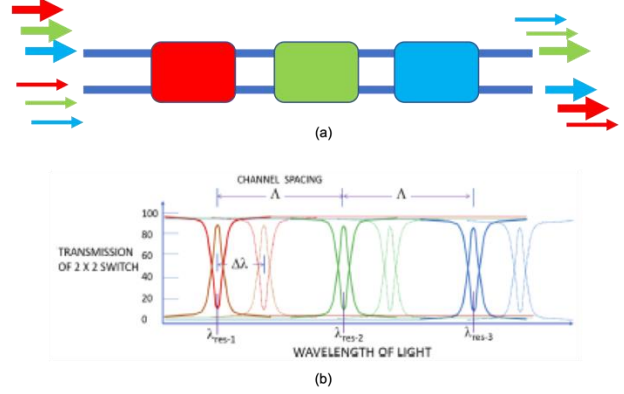 (a)
CHANNEL SPACING
Λ Λ
100
80
TRANSMISSION
OF 2 X 2 SWITCH
60
Δλ
40
20
0
λres-1 λres-2 λres-3
WAVELENGTH OF LIGHT
(b)